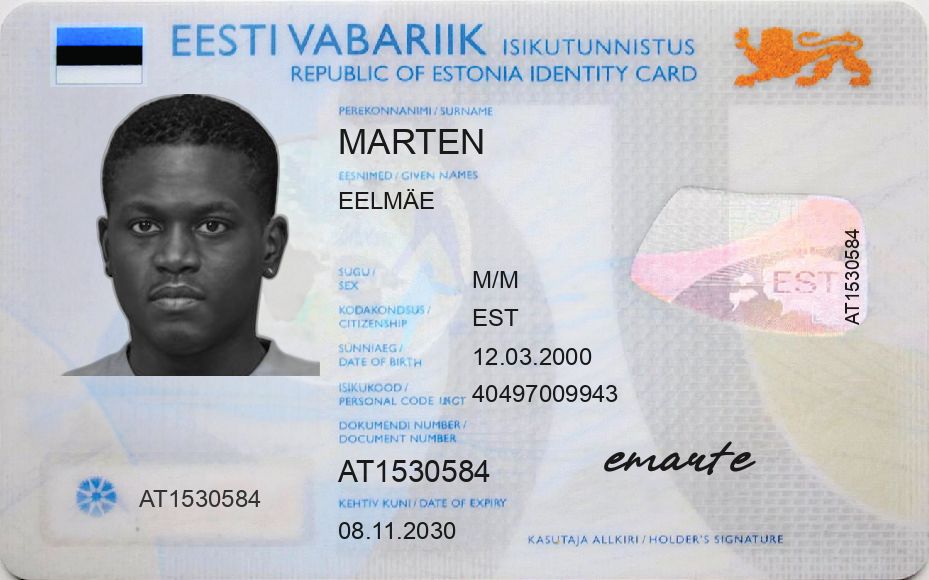 EESTI VABARIIK ISIKUTUNNISTUS
REPUBLIC OF ESTONIA IDENTITY CARD
PEREKONNANIMI / SURNAME
MARTEN
EESNIMED / GIVEN NAMES
EELMÄE
SUGU / SEX M/M
KODAKONDSUS / CITIZENSHIP EST
SÜNNIAEG / DATE OF BIRTH 12.03.2000
ISIKUKOOD / PERSONAL CODE 40497009943
DOKUMENDI NUMBER / DOCUMENT NUMBER
AT1530584
KEHTIV KUNI / DATE OF EXPIRY
08.11.2030
AT1530584
EST
AT1530584
KASUTAJA ALLKIRI / HOLDER'S SIGNATURE